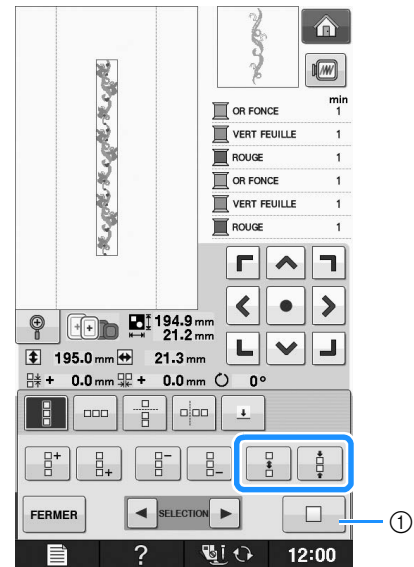 min
OR FONCE 1
VERT FEUILLE 1
ROUGE 1
OR FONCE 1
VERT FEUILLE 1
ROUGE 1
194.9 mm
21.2 mm
195.0 mm 21.3 mm
+ 0.0 mm + 0.0 mm 0°
FERMER SELECTION ①
? 12:00